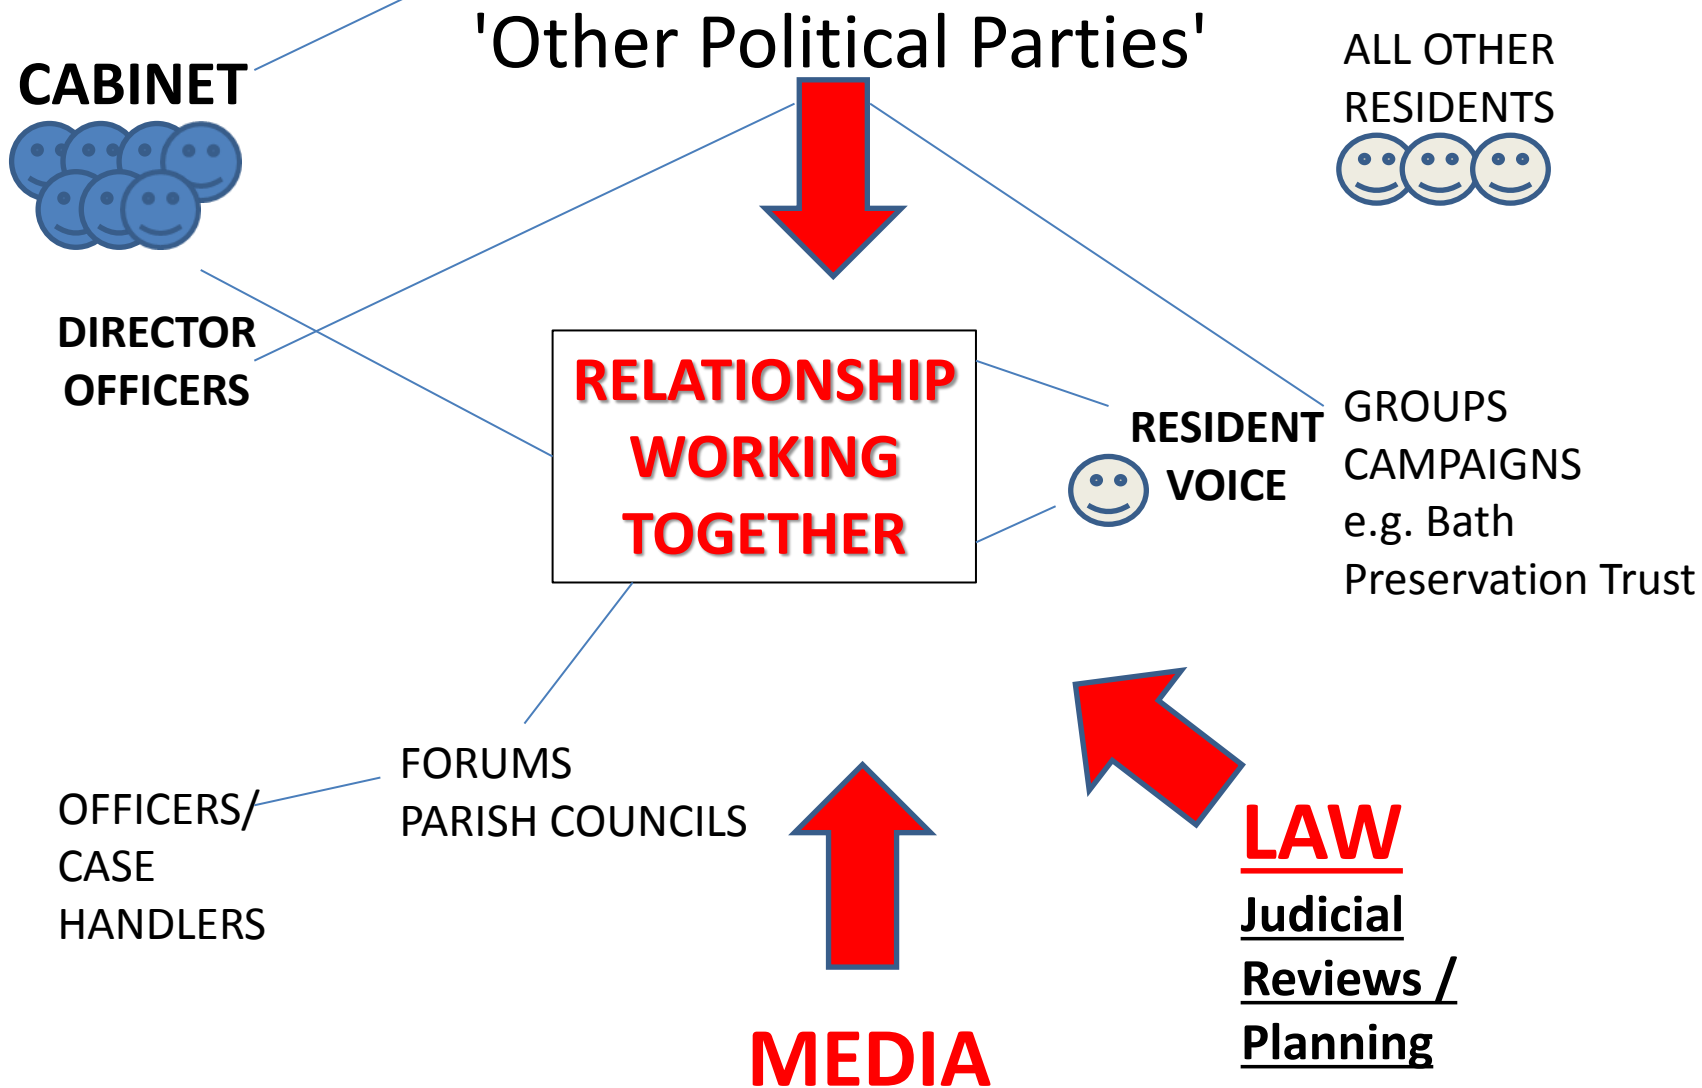 'Other Political Parties'
CABINET
ALL OTHER
RESIDENTS
DIRECTOR
OFFICERS
RELATIONSHIP
WORKING
TOGETHER
RESIDENT
VOICE
GROUPS
CAMPAIGNS
e.g. Bath
Preservation Trust
FORUMS
PARISH COUNCILS
OFFICERS/
CASE
HANDLERS
LAW
Judicial
Reviews /
Planning
MEDIA